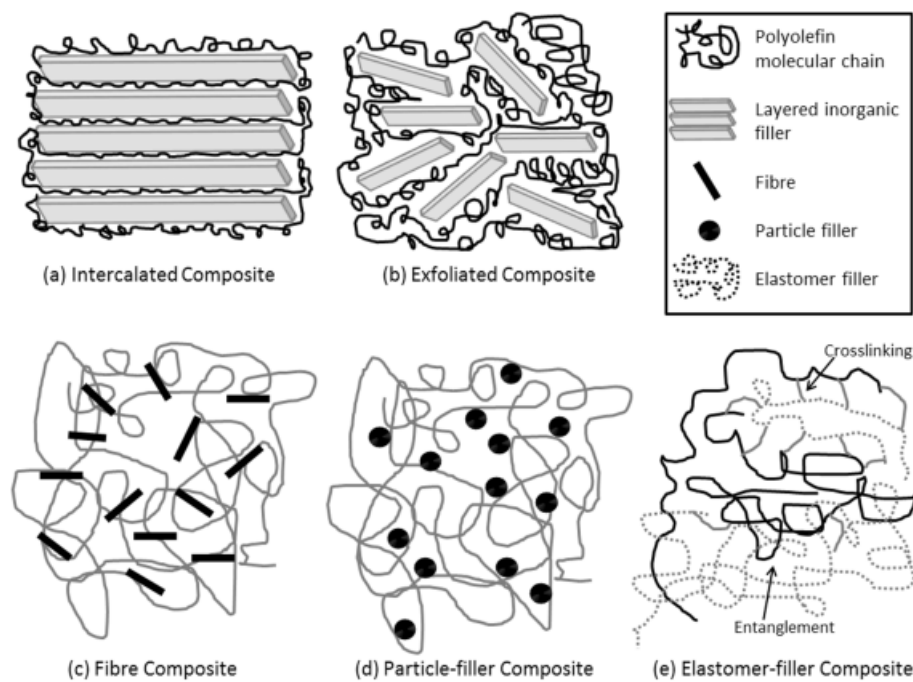 Polyolefin
molecular chain
Layered inorganic
filler
Fibre
Particle filler
Elastomer filler
(a) Intercalated Composite
(b) Exfoliated Composite
Crosslinking
Entanglement
(c) Fibre Composite
(d) Particle-filler Composite
(e) Elastomer-filler Composite